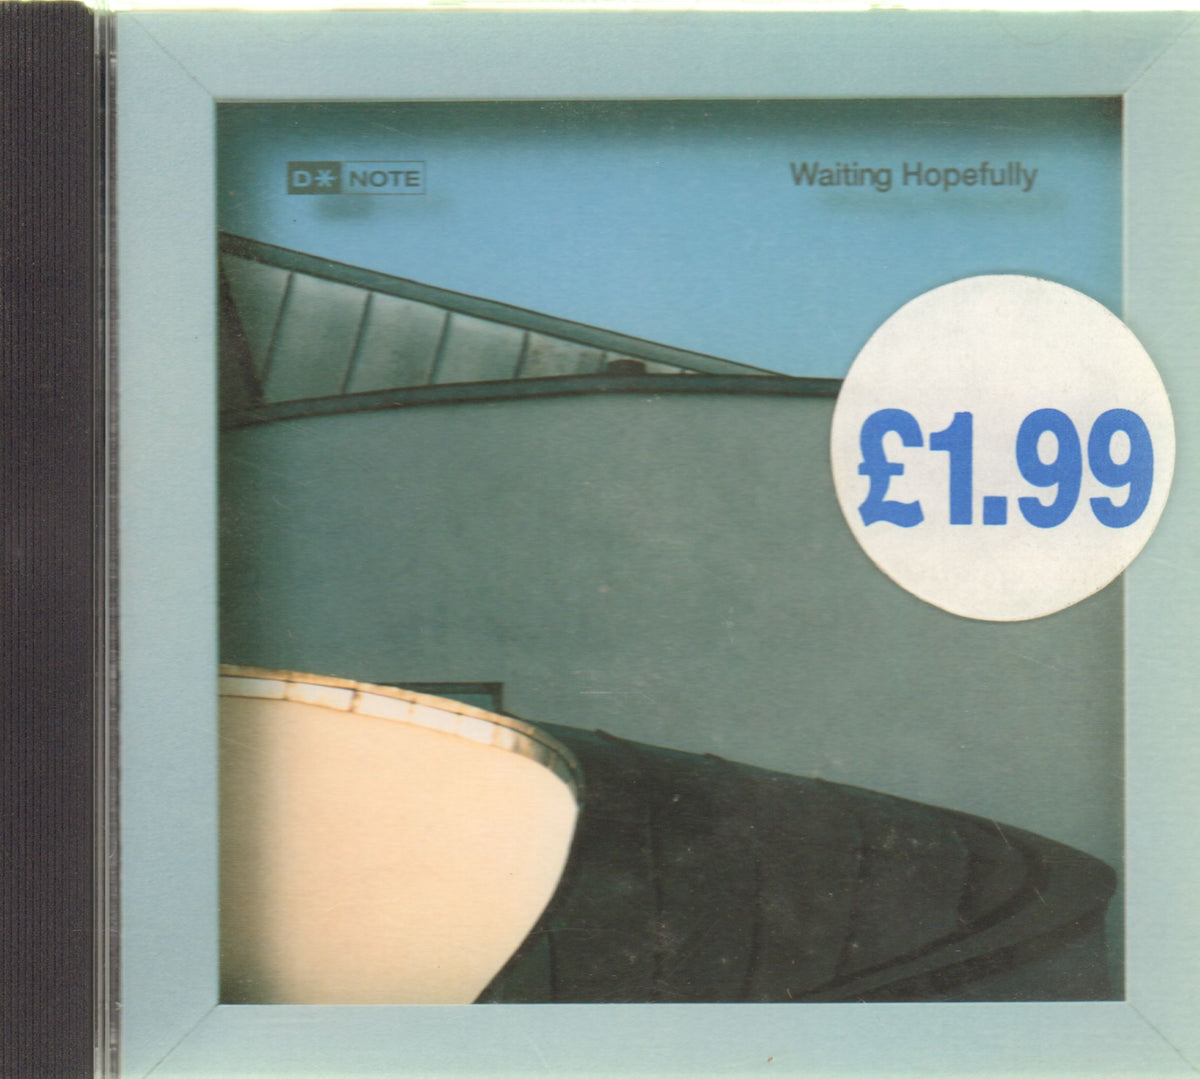 D* NOTE
Waiting Hopefully
£1.99